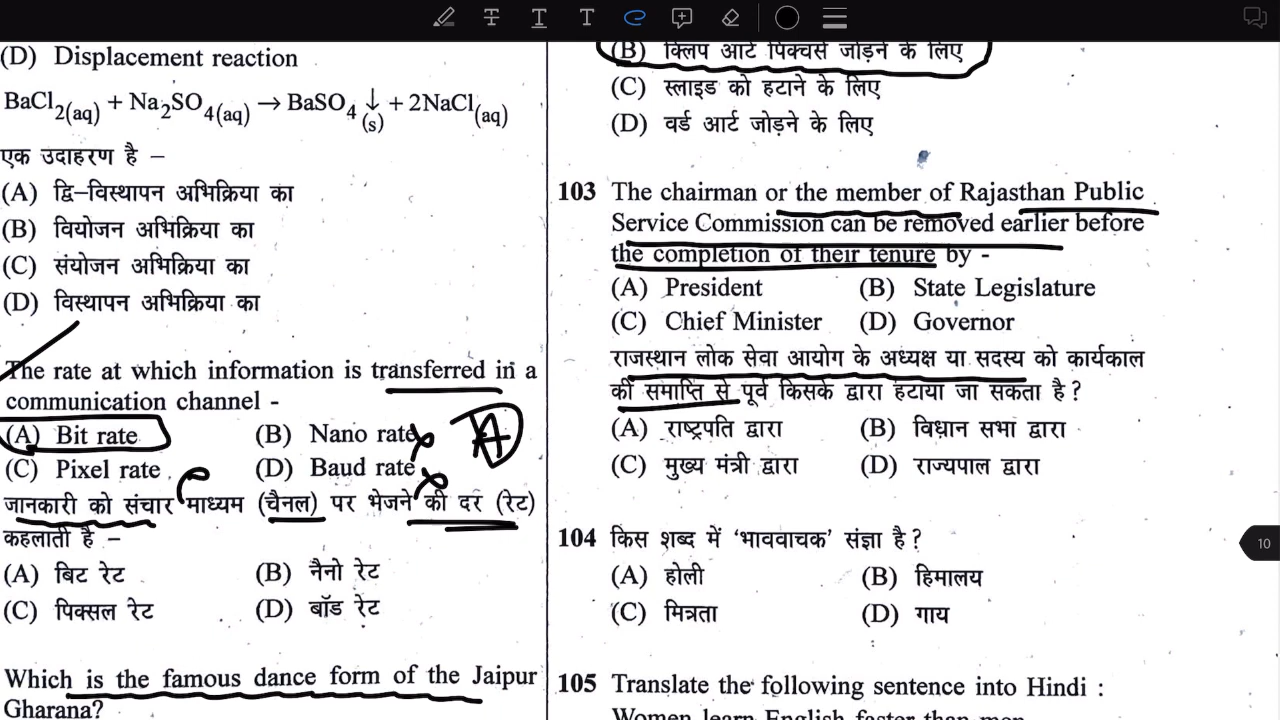 (D) Displacement reaction
BaCl2(aq) + Na2SO4(aq) → BaSO4 ↓(s) + 2NaCl(aq)
एक उदाहरण है –
(A) द्वि–विस्थापन अभिक्रिया का
(B) वियोजन अभिक्रिया का
(C) संयोजन अभिक्रिया का
(D) विस्थापन अभिक्रिया का
The rate at which information is transferred in a
communication channel -
(A) Bit rate (B) Nano rate
(C) Pixel rate (D) Baud rate
जानकारी को संचार माध्यम (चैनल) पर भेजने की दर (रेट)
कहलाती है –
(A) बिट रेट (B) नैनो रेट
(C) पिक्सल रेट (D) बॉड रेट
Which is the famous dance form of the Jaipur
Gharana?
(B) क्लिप आर्ट पिक्चर्स जोड़ने के लिए
(C) स्लाइड को हटाने के लिए
(D) वर्ड आर्ट जोड़ने के लिए
103 The chairman or the member of Rajasthan Public
Service Commission can be removed earlier before
the completion of their tenure by -
(A) President (B) State Legislature
(C) Chief Minister (D) Governor
राजस्थान लोक सेवा आयोग के अध्यक्ष या सदस्य को कार्यकाल
की समाप्ति से पूर्व किसके द्वारा हटाया जा सकता है ?
(A) राष्ट्रपति द्वारा (B) विधान सभा द्वारा
(C) मुख्य मंत्री द्वारा (D) राज्यपाल द्वारा
104 किस शब्द में ‘भाववाचक’ संज्ञा है ?
(A) होली (B) हिमालय
(C) मित्रता (D) गाय
105 Translate the following sentence into Hindi :
Women learn English faster than men
10